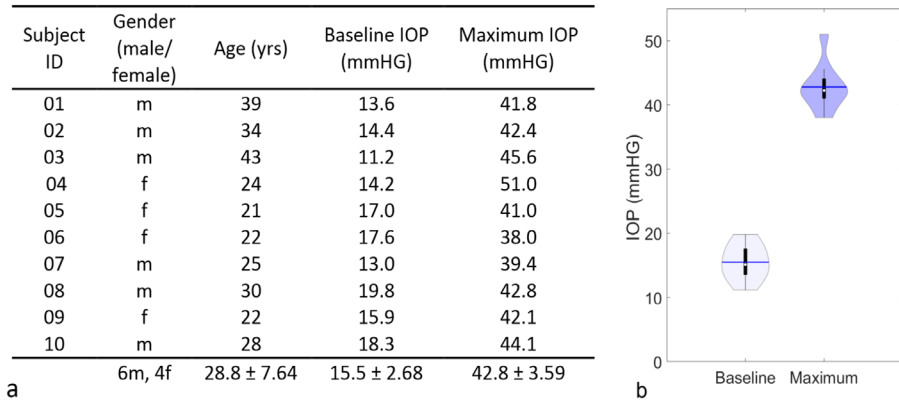 Subject ID Gender (male/ female) Age (yrs) Baseline IOP (mmHG) Maximum IOP (mmHG)
01 m 39 13.6 41.8
02 m 34 14.4 42.4
03 m 43 11.2 45.6
04 f 24 14.2 51.0
05 f 21 17.0 41.0
06 f 22 17.6 38.0
07 m 25 13.0 39.4
08 m 30 19.8 42.8
09 f 22 15.9 42.1
10 m 28 18.3 44.1
6m, 4f 28.8 ± 7.64 15.5 ± 2.68 42.8 ± 3.59
a
IOP (mmHG)
50
40
30
20
10
0
Baseline Maximum
b